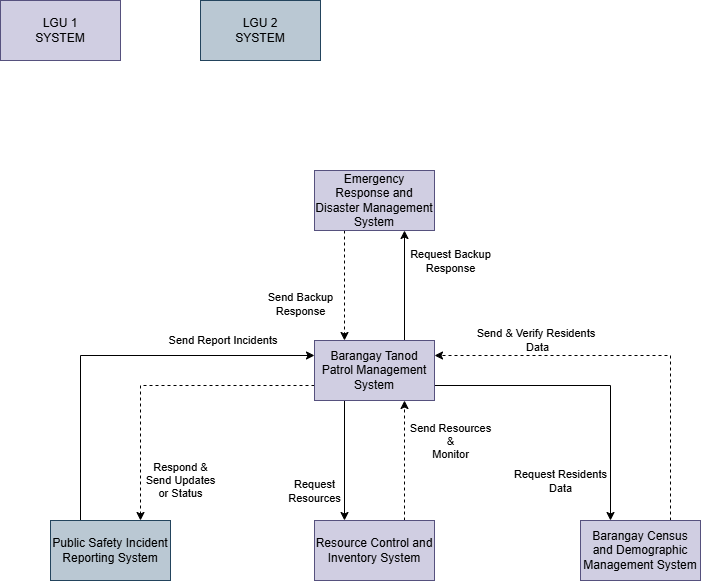 LGU 1
SYSTEM
LGU 2
SYSTEM
Emergency
Response and
Disaster Management
System
Request Backup
Response
Send Backup
Response
Send Report Incidents
Send & Verify Residents
Data
Barangay Tanod
Patrol Management
System
Send Resources
&
Monitor
Respond &
Send Updates
or Status
Request
Resources
Request Residents
Data
Public Safety Incident
Reporting System
Resource Control and
Inventory System
Barangay Census
and Demographic
Management System